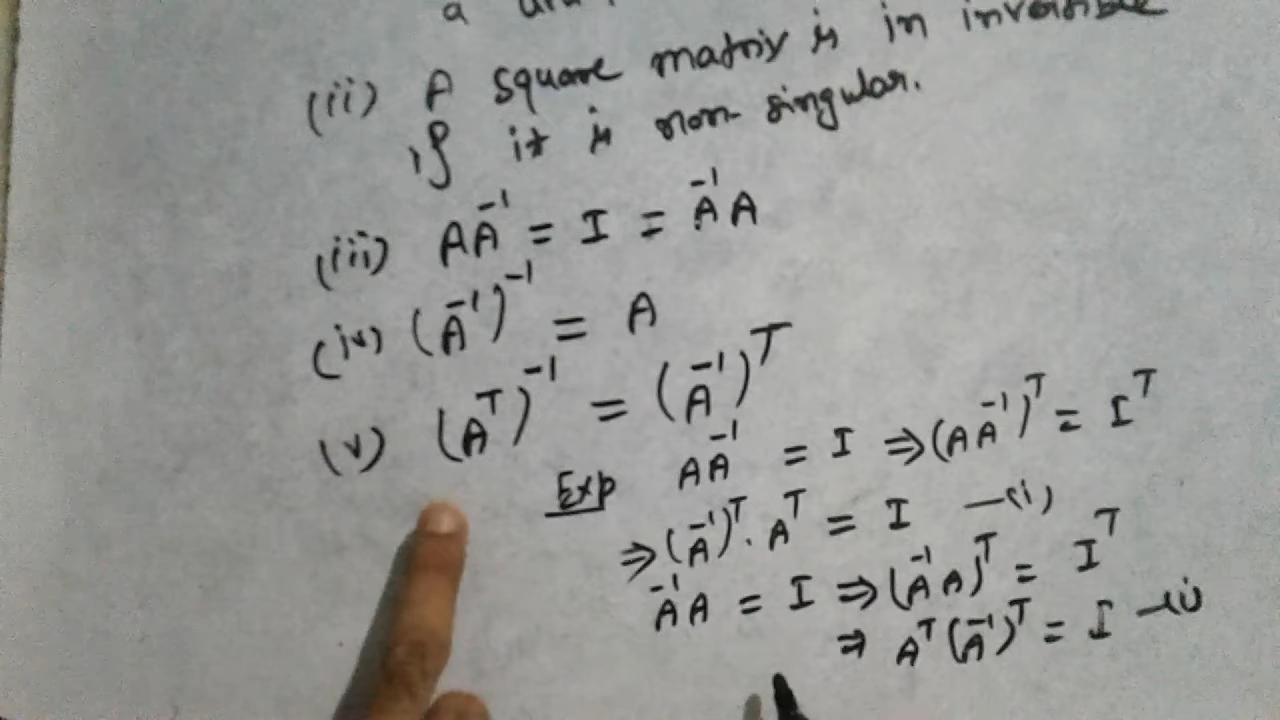 a
(ii) A square matrix is in invertible
if it is non-singular.
(iii) AA⁻¹ = I = A⁻¹A
(iv) (A⁻¹)⁻¹ = A
(v) (Aᵀ)⁻¹ = (A⁻¹)ᵀ
Exp AA⁻¹ = I ⇒ (AA⁻¹)ᵀ = Iᵀ
⇒ (A⁻¹)ᵀ . Aᵀ = I —(i)
A⁻¹A = I ⇒ (A⁻¹A)ᵀ = Iᵀ
⇒ Aᵀ(A⁻¹)ᵀ = I —(ii)